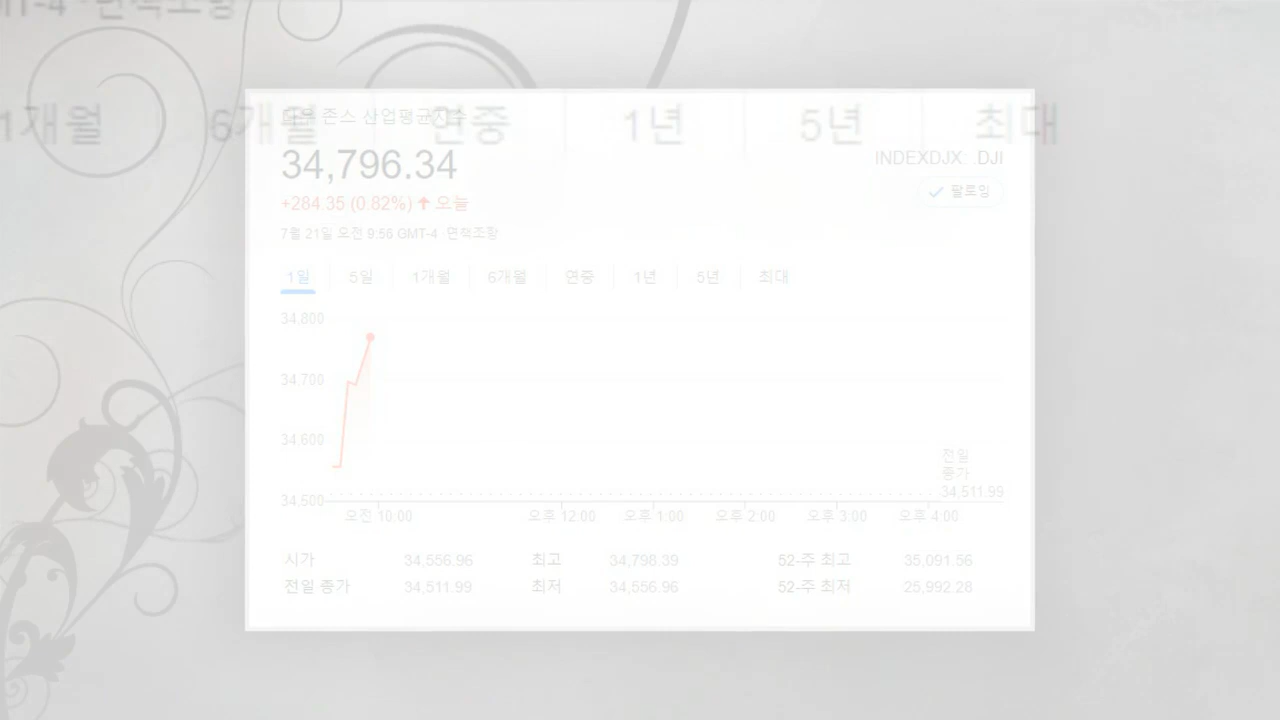 1개월 6개월 연중 1년 5년 최대
다우 존스 산업평균지수
34,796.34
INDEXDJX: .DJI
+284.35 (0.82%) ↑ 오늘
✓ 팔로잉
7월 21일 오전 9:56 GMT-4 · 면책조항
1일 5일 1개월 6개월 연중 1년 5년 최대
34,800
34,700
34,600
34,500
전일
종가
34,511.99
오전 10:00 오후 12:00 오후 1:00 오후 2:00 오후 3:00 오후 4:00
시가 34,556.96 최고 34,798.39 52-주 최고 35,091.56
전일 종가 34,511.99 최저 34,556.96 52-주 최저 25,992.28